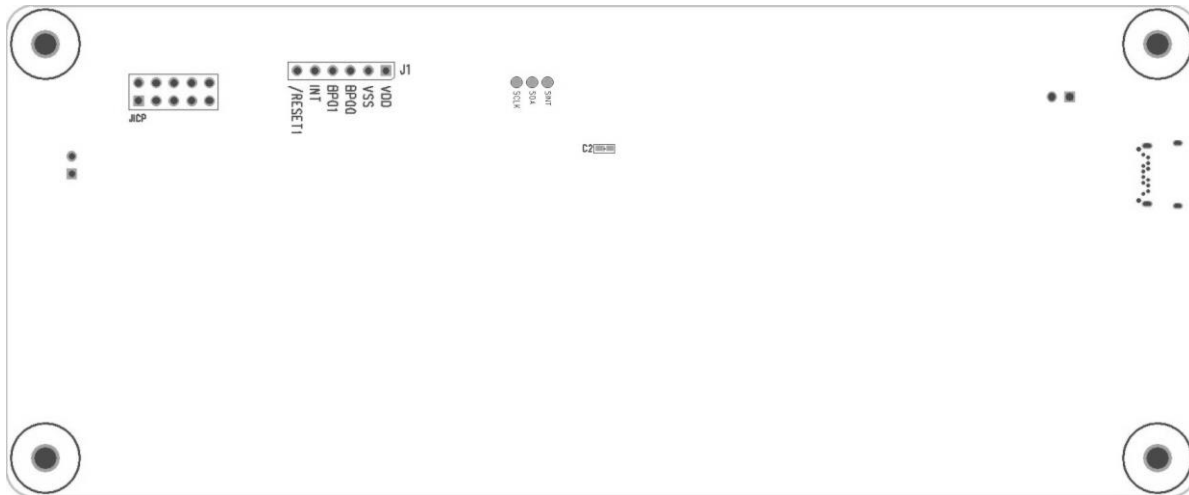 J1
/RESET1
INT
BP01
BP00
VSS
VDD
JICP
SCLK
SDA
SINT
C2